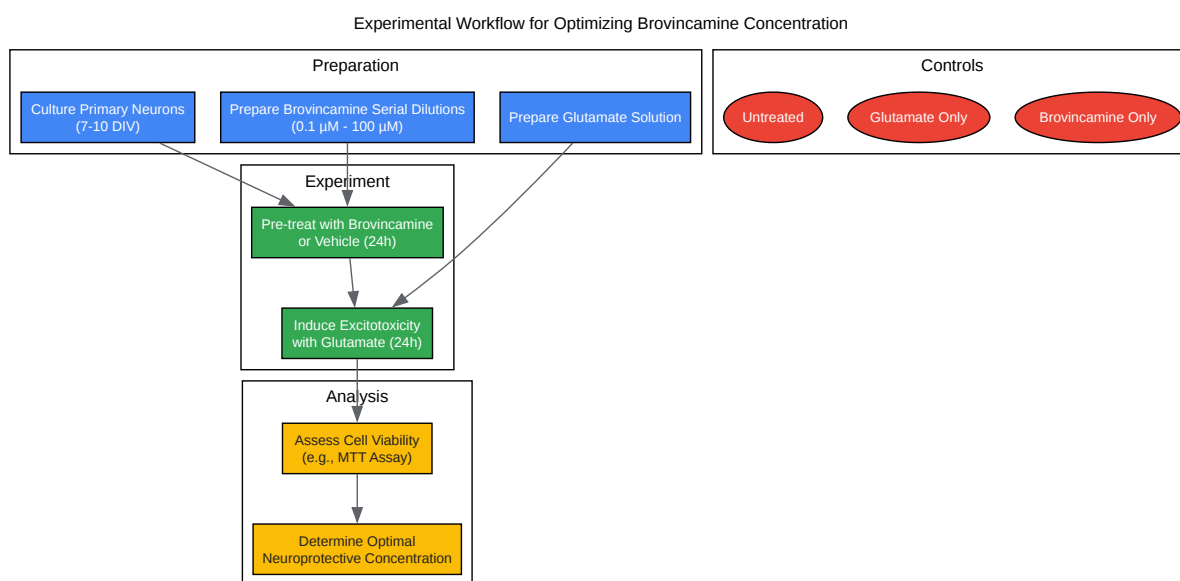 Experimental Workflow for Optimizing Brovincamine Concentration
Preparation
Culture Primary Neurons
(7-10 DIV)
Prepare Brovincamine Serial Dilutions
(0.1 µM - 100 µM)
Prepare Glutamate Solution
Controls
Untreated
Glutamate Only
Brovincamine Only
Experiment
Pre-treat with Brovincamine
or Vehicle (24h)
Induce Excitotoxicity
with Glutamate (24h)
Analysis
Assess Cell Viability
(e.g., MTT Assay)
Determine Optimal
Neuroprotective Concentration